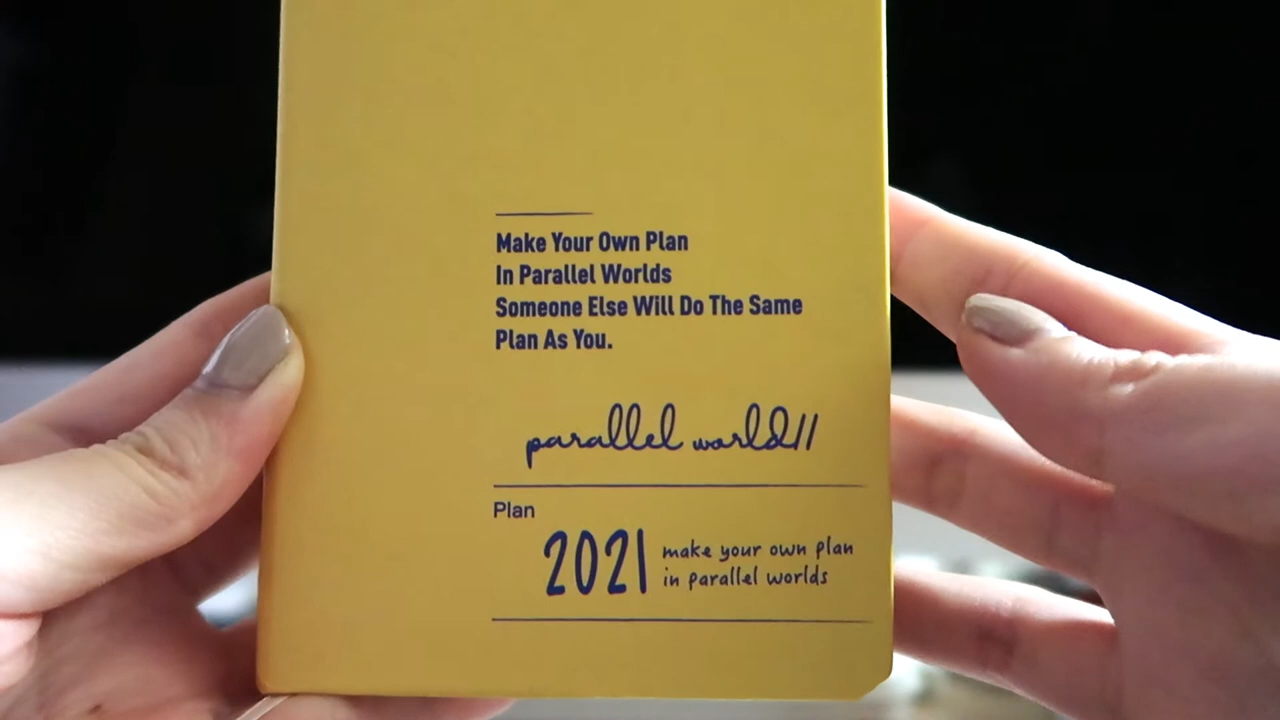 Make Your Own Plan
In Parallel Worlds
Someone Else Will Do The Same
Plan As You.
parallel world//
Plan
2021 make your own plan
in parallel worlds